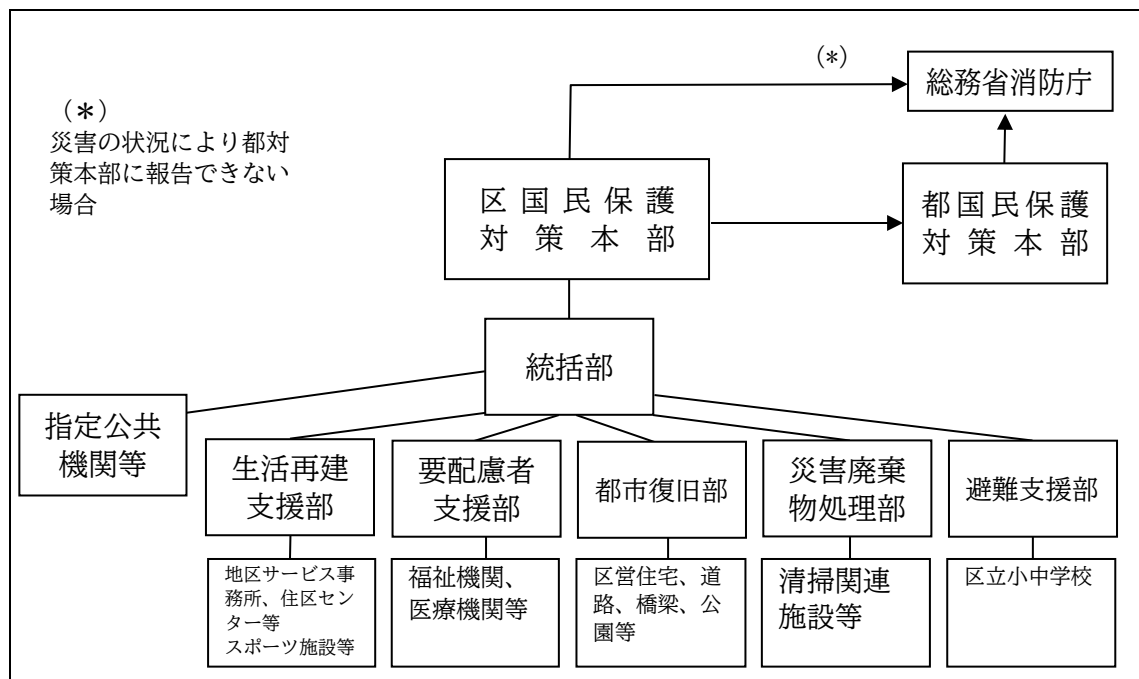 (*)
総務省消防庁
(*)
災害の状況により都対
策本部に報告できない
場合
区国民保護
対策本部
都国民保護
対策本部
統括部
指定公共
機関等
生活再建
支援部
要配慮者
支援部
都市復旧部
災害廃棄
物処理部
避難支援部
地区サービス事
務所、住区セン
ター等
スポーツ施設等
福祉機関、
医療機関等
区営住宅、道
路、橋梁、公
園等
清掃関連
施設等
区立小中学校